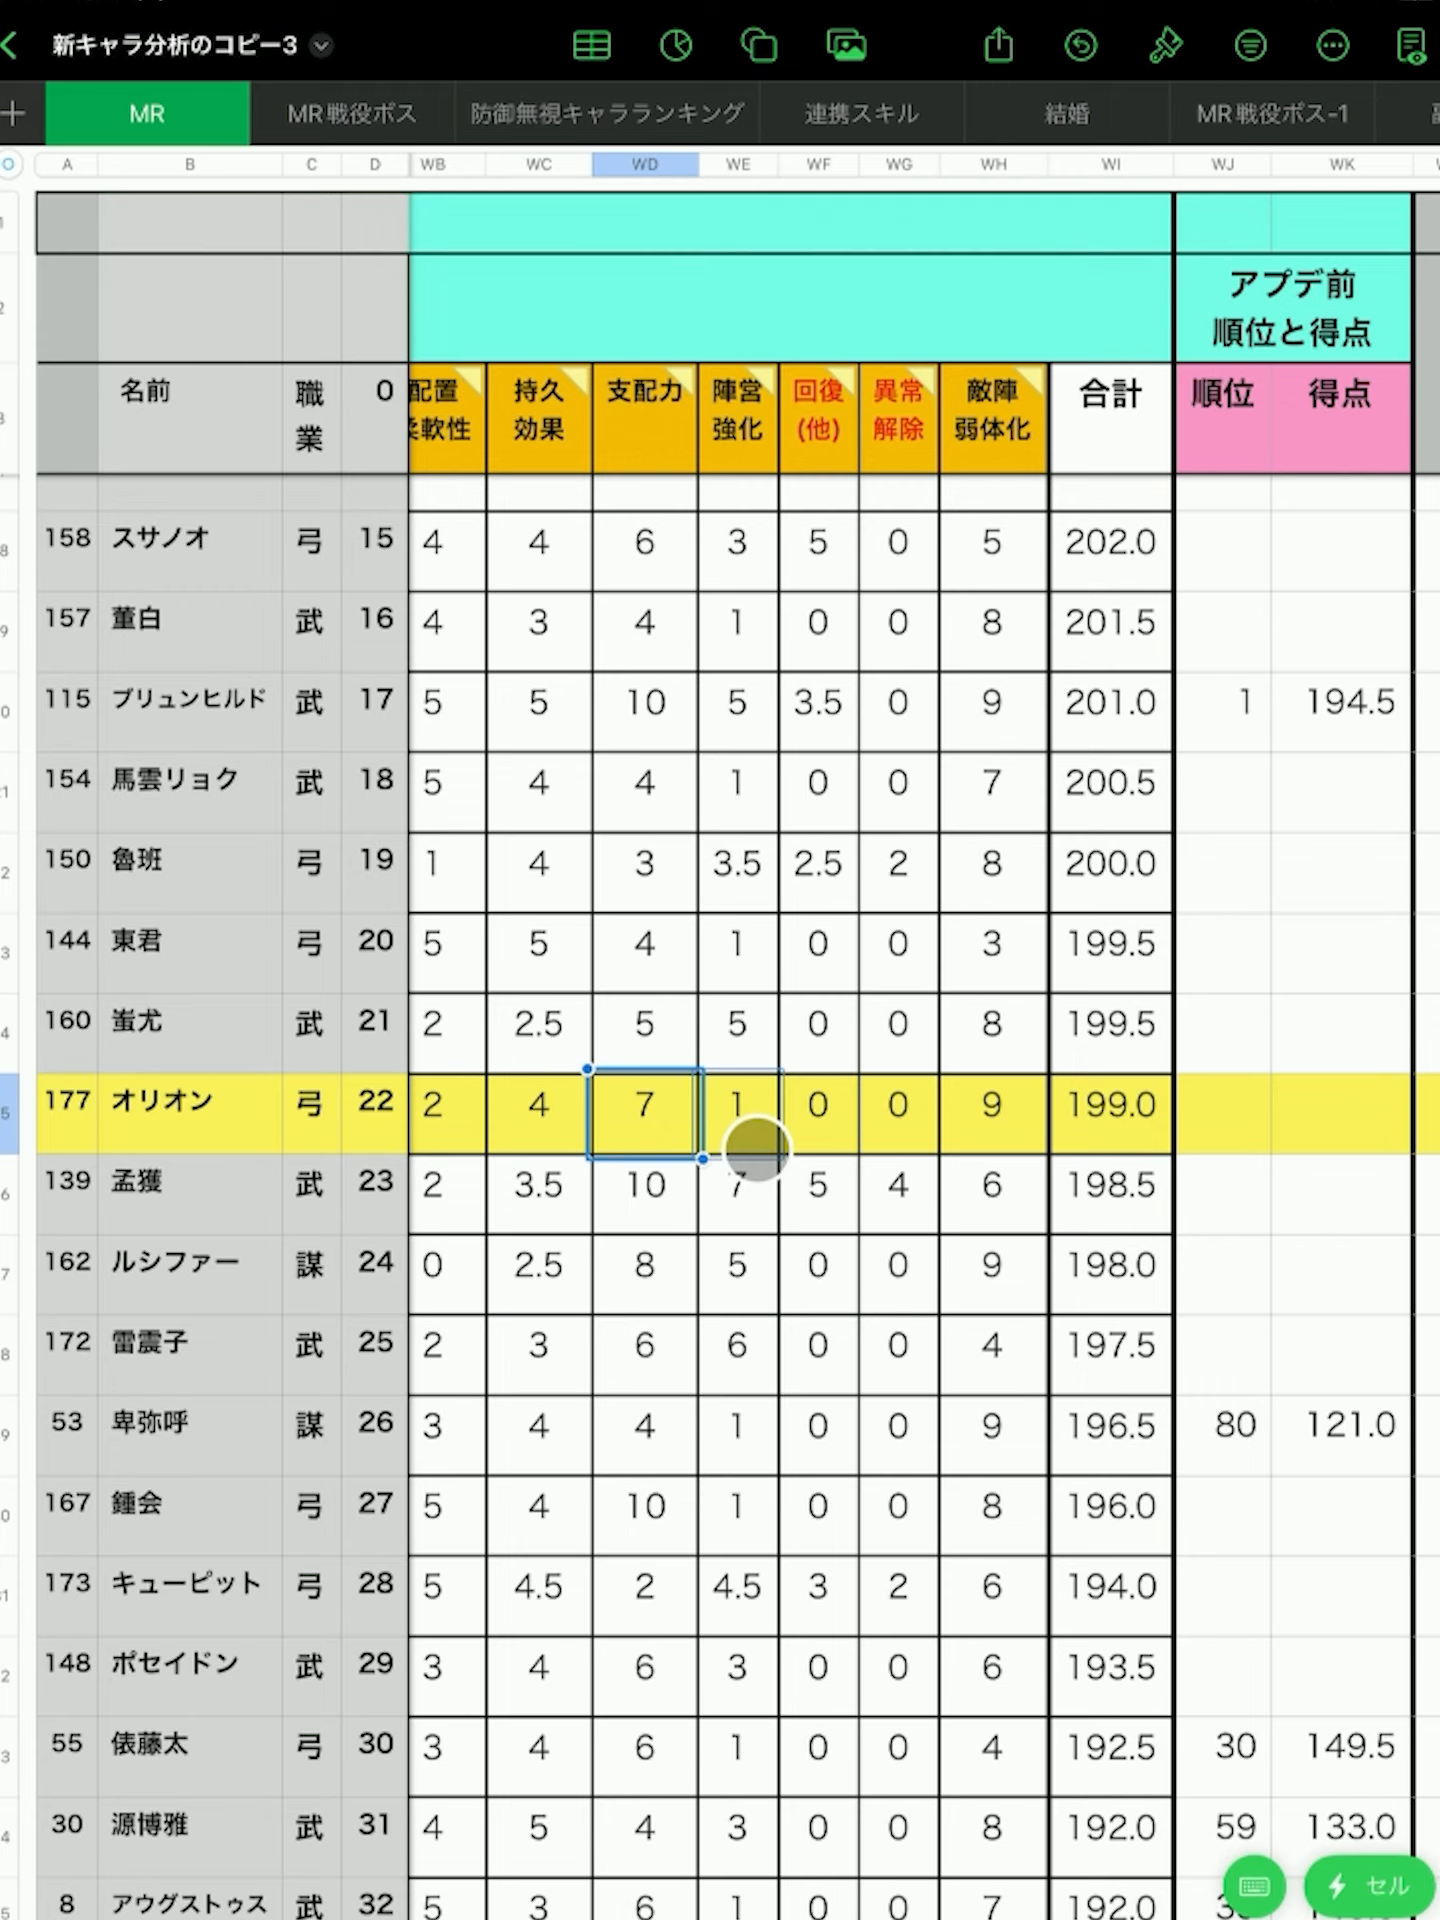 新キャラ分析のコピー3
MR MR戦役ボス 防御無視キャラランキング 連携スキル 結婚 MR戦役ボス-1
A B C D WB WC WD WE WF WG WH WI WJ WK
アプデ前
順位と得点
名前 職業 0 配置柔軟性 持久効果 支配力 陣営強化 回復(他) 異常解除 敵陣弱体化 合計 順位 得点
158 スサノオ 弓 15 4 4 6 3 5 0 5 202.0
157 董白 武 16 4 3 4 1 0 0 8 201.5
115 ブリュンヒルド 武 17 5 5 10 5 3.5 0 9 201.0 1 194.5
154 馬雲リョク 武 18 5 4 4 1 0 0 7 200.5
150 魯班 弓 19 1 4 3 3.5 2.5 2 8 200.0
144 東君 弓 20 5 5 4 1 0 0 3 199.5
160 蚩尤 武 21 2 2.5 5 5 0 0 8 199.5
177 オリオン 弓 22 2 4 7 1 0 0 9 199.0
139 孟獲 武 23 2 3.5 10 7 5 4 6 198.5
162 ルシファー 謀 24 0 2.5 8 5 0 0 9 198.0
172 雷震子 武 25 2 3 6 6 0 0 4 197.5
53 卑弥呼 謀 26 3 4 4 1 0 0 9 196.5 80 121.0
167 鍾会 弓 27 5 4 10 1 0 0 8 196.0
173 キューピット 弓 28 5 4.5 2 4.5 3 2 6 194.0
148 ポセイドン 武 29 3 4 6 3 0 0 6 193.5
55 俵藤太 弓 30 3 4 6 1 0 0 4 192.5 30 149.5
30 源博雅 武 31 4 5 4 3 0 0 8 192.0 59 133.0
8 アウグストゥス 武 32 5 3 6 1 0 0 7 192.0
セル